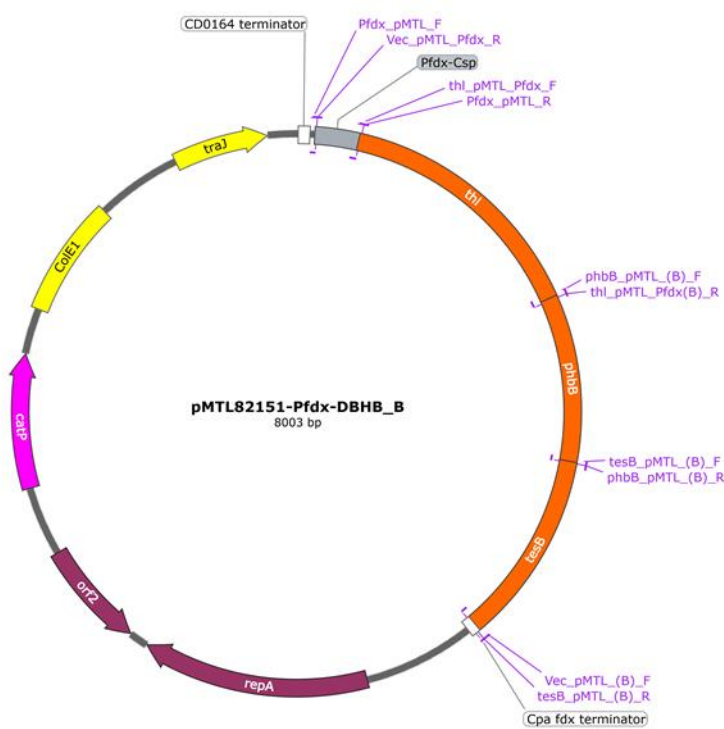 CD0164 terminator
Pfdx_pMTL_F
Vec_pMTL_Pfdx_R
Pfdx-Csp
thl_pMTL_Pfdx_F
Pfdx_pMTL_R
traJ
thl
ColE1
phbB_pMTL_(B)_F
thl_pMTL_Pfdx(B)_R
phbB
catP
pMTL82151-Pfdx-DBHB_B
8003 bp
tesB_pMTL_(B)_F
phbB_pMTL_(B)_R
tesB
orf2
repA
Vec_pMTL_(B)_F
tesB_pMTL_(B)_R
Cpa fdx terminator